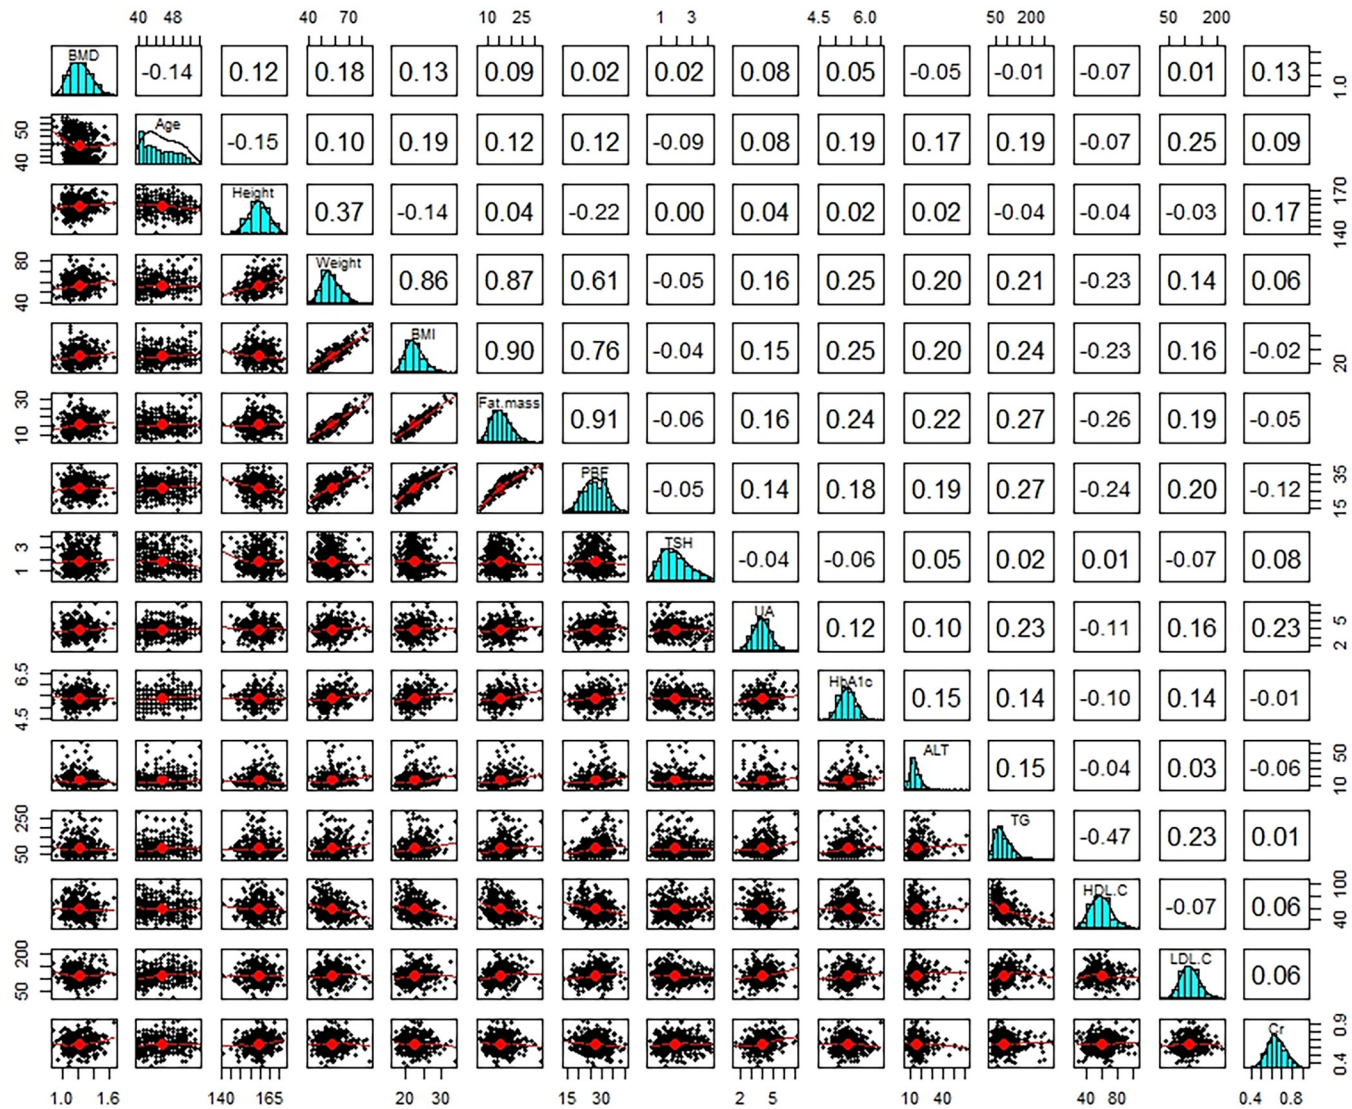 40 48 40 70 10 25 1 3 4.5 6.0 50 200 50 200
BMD -0.14 0.12 0.18 0.13 0.09 0.02 0.02 0.08 0.05 -0.05 -0.01 -0.07 0.01 0.13 1.0
50 40 Age -0.15 0.10 0.19 0.12 0.12 -0.09 0.08 0.19 0.17 0.19 -0.07 0.25 0.09
Height 0.37 -0.14 0.04 -0.22 0.00 0.04 0.02 0.02 -0.04 -0.04 -0.03 0.17 170 140
80 40 Weight 0.86 0.87 0.61 -0.05 0.16 0.25 0.20 0.21 -0.23 0.14 0.06
BMI 0.90 0.76 -0.04 0.15 0.25 0.20 0.24 -0.23 0.16 -0.02 20
30 10 Fat.mass 0.91 -0.06 0.16 0.24 0.22 0.27 -0.26 0.19 -0.05
PBF -0.05 0.14 0.18 0.19 0.27 -0.24 0.20 -0.12 35 15
3 1 TSH -0.04 -0.06 0.05 0.02 0.01 -0.07 0.08
UA 0.12 0.10 0.23 -0.11 0.16 0.23 5 2
6.5 4.5 HbA1c 0.15 0.14 -0.10 0.14 -0.01
ALT 0.15 -0.04 0.03 -0.06 50 10
250 50 TG -0.47 0.23 0.01
HDL.C -0.07 0.06 100 40
200 50 LDL.C 0.06
Cr 0.9 0.4
1.0 1.6 140 165 20 30 15 30 2 5 10 40 40 80 0.4 0.8